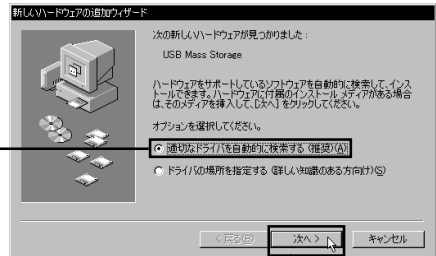 新しいハードウェアの追加ウィザード
次の新しいハードウェアが見つかりました :
USB Mass Storage
ハードウェアをサポートしているソフトウェアを自動的に検索して、インス
トールできます。ハードウェアに付属のインストール メディアがある場合
は、そのメディアを挿入して、[次へ] をクリックしてください。
オプションを選択してください。
適切なドライバを自動的に検索する (推奨)(A)
ドライバの場所を指定する (詳しい知識のある方向け)(S)
< 戻る(B)
次へ >
キャンセル